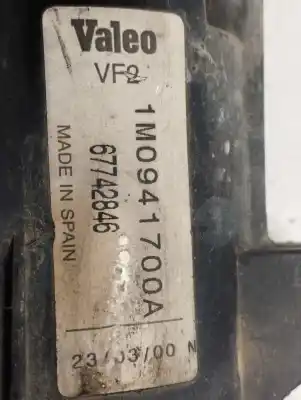 Valeo
VF2
1M0941700A
67742846
MADE IN SPAIN
23/03/00 N